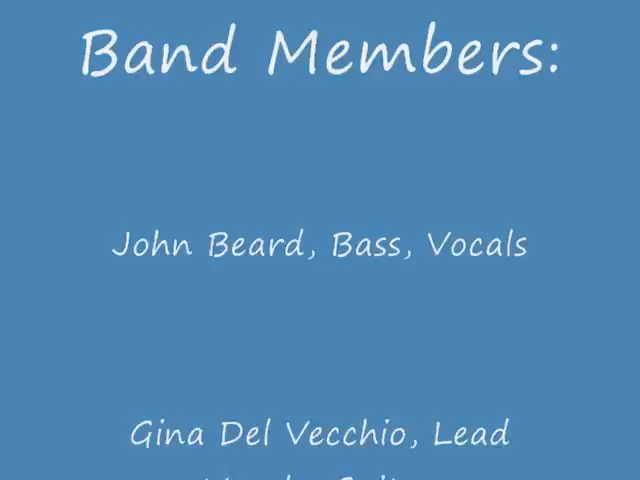 Band Members:
John Beard, Bass, Vocals
Gina Del Vecchio, Lead